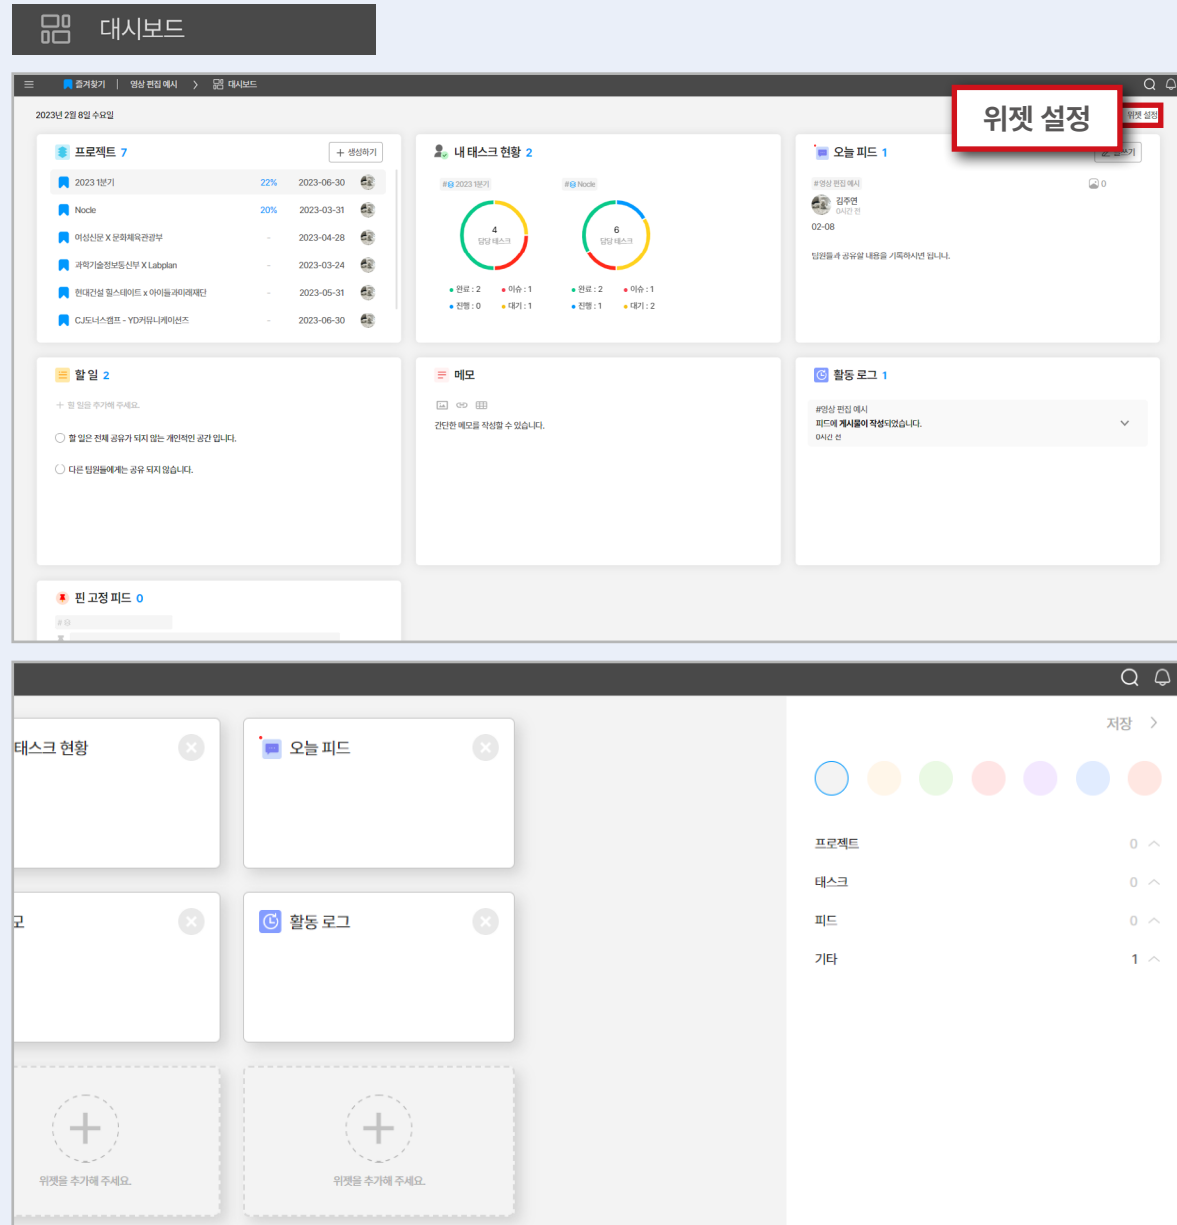 대시보드
즐겨찾기 | 영상 편집 예시 > 대시보드
2023년 2월 8일 수요일
위젯 설정
위젯 설정
프로젝트 7
+ 생성하기
2023 1분기 22% 2023-06-30
Nocle 20% 2023-03-31
여성신문 X 문화체육관광부 - 2023-04-28
과학기술정보통신부 X Labplan - 2023-03-24
현대건설 힐스테이트 x 아이들과미래재단 - 2023-05-31
CJ도너스캠프 - YD커뮤니케이션즈 - 2023-06-30
내 태스크 현황 2
#2023 1분기
#Nocle
4
담당 태스크
6
담당 태스크
완료 : 2 이슈 : 1
진행 : 0 대기 : 1
완료 : 2 이슈 : 1
진행 : 1 대기 : 2
오늘 피드 1
#영상 편집 예시
0
김주연
0시간 전
02-08
팀원들과 공유할 내용을 기록하시면 됩니다.
할 일 2
+ 할 일을 추가해 주세요.
할 일은 전체 공유가 되지 않는 개인적인 공간 입니다.
다른 팀원들에게는 공유 되지 않습니다.
메모
간단한 메모를 작성할 수 있습니다.
활동 로그 1
#영상 편집 예시
피드에 게시물이 작성되었습니다.
0시간 전
핀 고정 피드 0
#
태스크 현황
오늘 피드
모
활동 로그
위젯을 추가해 주세요.
위젯을 추가해 주세요.
저장 >
프로젝트 0
태스크 0
피드 0
기타 1